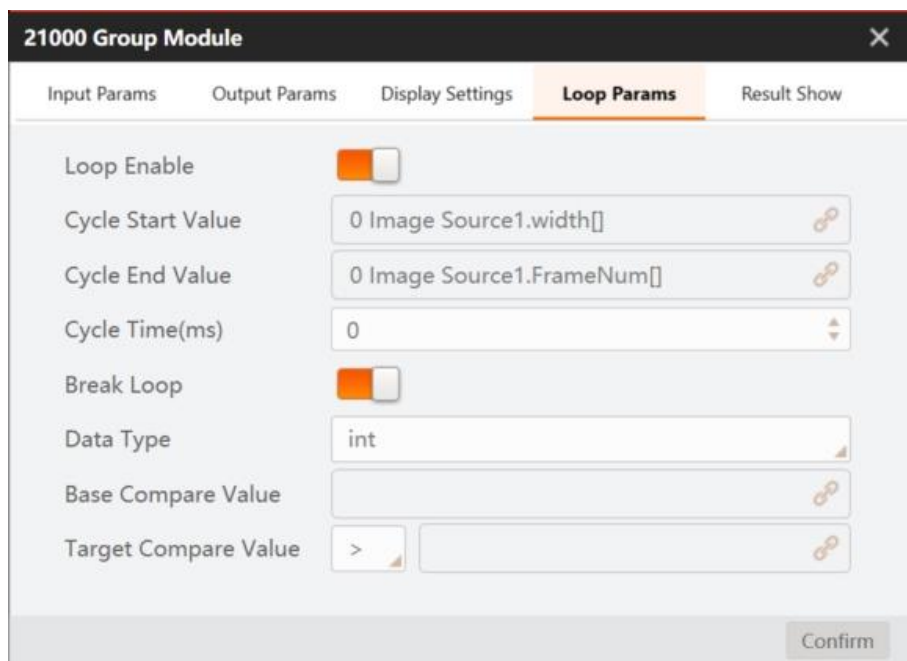 21000 Group Module
Input Params Output Params Display Settings Loop Params Result Show
Loop Enable
Cycle Start Value 0 Image Source1.width[]
Cycle End Value 0 Image Source1.FrameNum[]
Cycle Time(ms) 0
Break Loop
Data Type int
Base Compare Value
Target Compare Value >
Confirm